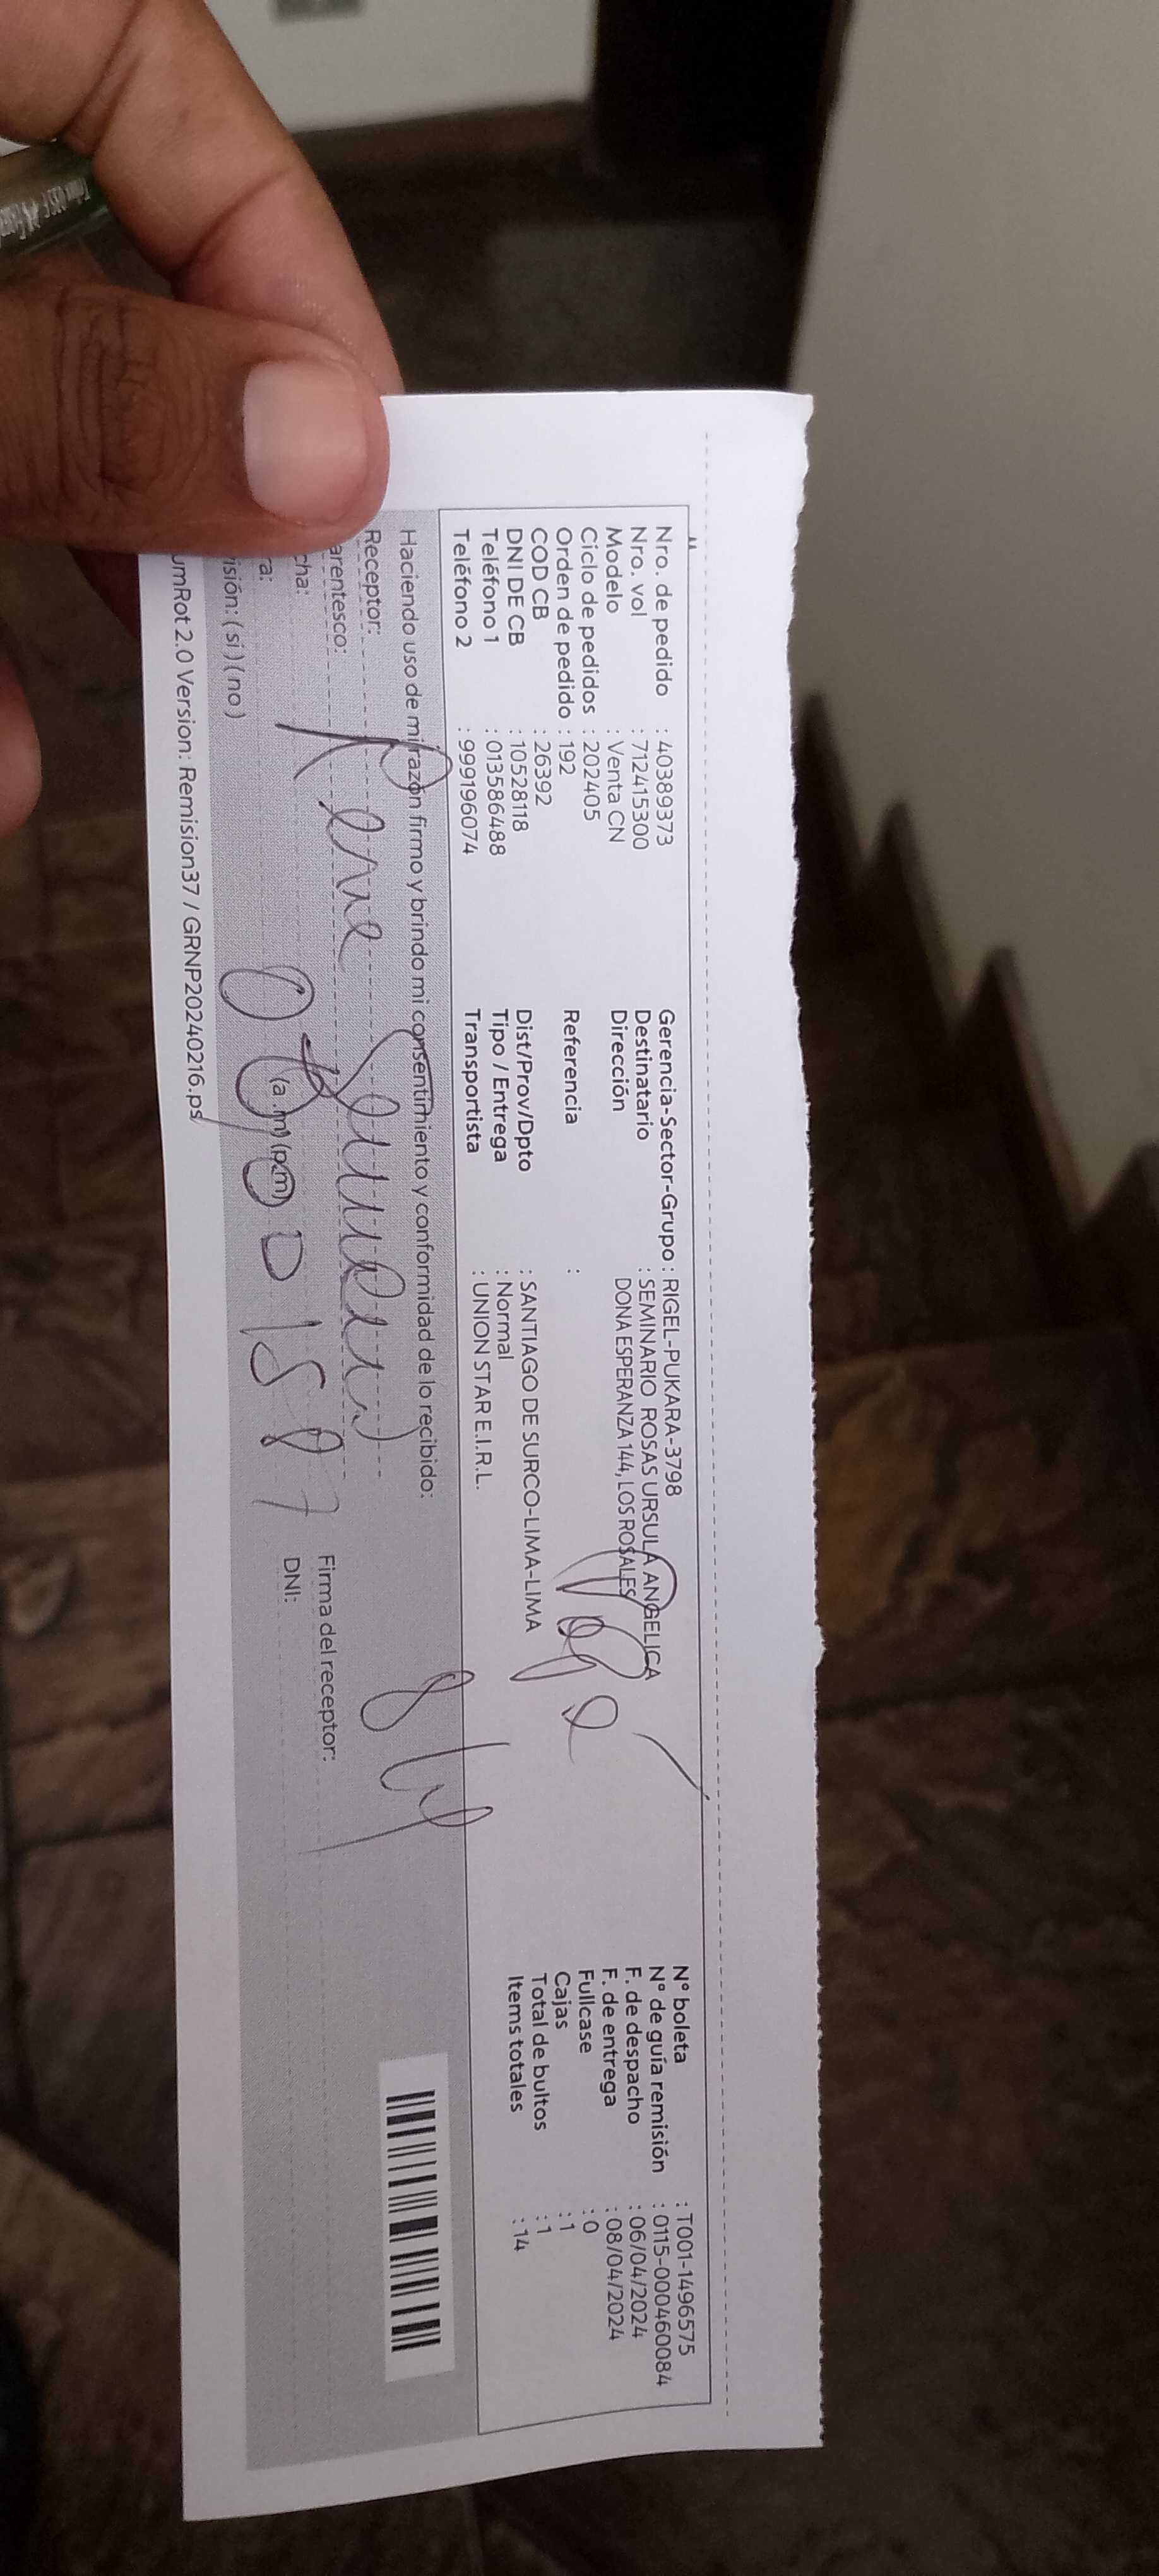 Nro. de pedido : 40389373
Nro. vol : 712415300
Modelo : Venta CN
Ciclo de pedidos : 202405
Orden de pedido : 192
COD CB : 26392
DNI DE CB : 10528118
Teléfono 1 : 013586488
Teléfono 2 : 999196074
Gerencia-Sector-Grupo : RIGEL-PUKARA-3798
Destinatario : SEMINARIO ROSAS URSULA ANGELICA
Dirección DONA ESPERANZA 144, LOS ROSALES
Referencia :
Dist/Prov/Dpto : SANTIAGO DE SURCO-LIMA-LIMA
Tipo / Entrega : Normal
Transportista : UNION STAR E.I.R.L.
N° boleta : T001-1496575
N° de guía remisión : 0115-000460084
F. de despacho : 06/04/2024
F. de entrega : 08/04/2024
Fullcase : 0
Cajas : 1
Total de bultos : 1
Items totales : 14
Haciendo uso de mi razón firmo y brindo mi consentimiento y conformidad de lo recibido:
Receptor:
arentesco:
cha:
ra: (a.m) (p.m)
isión: ( si ) ( no )
Firma del receptor:
DNI:
umRot 2.0 Version: Remision37 / GRNP20240216.ps